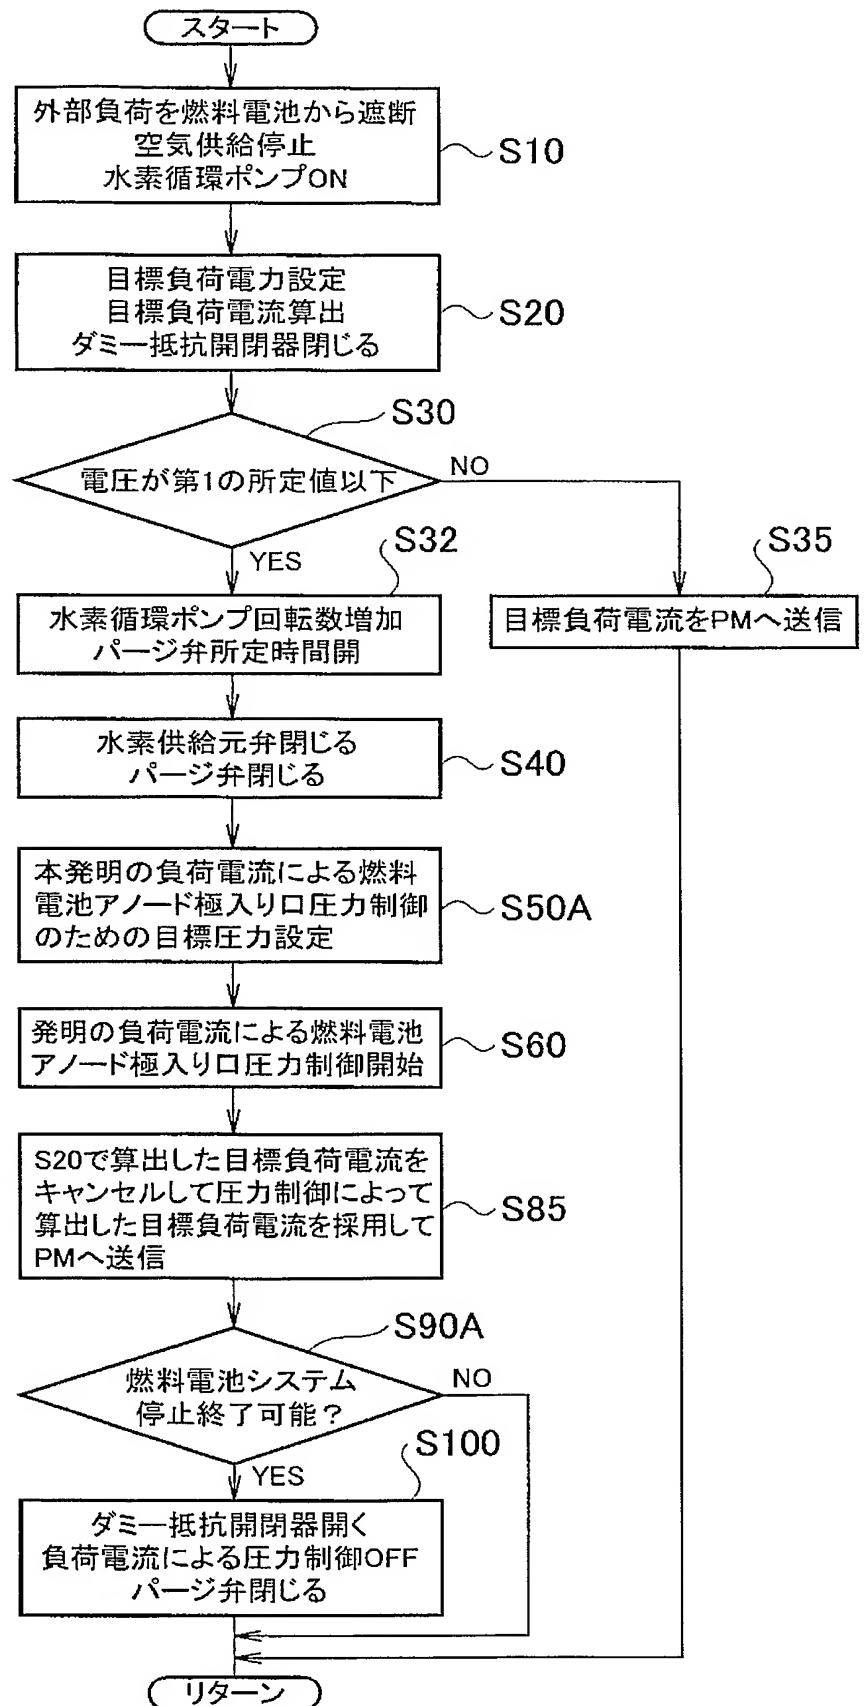 スタート
外部負荷を燃料電池から遮断
空気供給停止
水素循環ポンプON
S10
目標負荷電力設定
目標負荷電流算出
ダミー抵抗開閉器閉じる
S20
S30
電圧が第1の所定値以下
NO
YES
S32
水素循環ポンプ回転数増加
パージ弁所定時間開
S35
目標負荷電流をPMへ送信
水素供給元弁閉じる
パージ弁閉じる
S40
本発明の負荷電流による燃料
電池アノード極入り口圧力制御
のための目標圧力設定
S50A
発明の負荷電流による燃料電池
アノード極入り口圧力制御開始
S60
S20で算出した目標負荷電流を
キャンセルして圧力制御によって
算出した目標負荷電流を採用して
PMへ送信
S85
S90A
燃料電池システム
停止終了可能？
NO
YES
S100
ダミー抵抗開閉器開く
負荷電流による圧力制御OFF
パージ弁閉じる
リターン